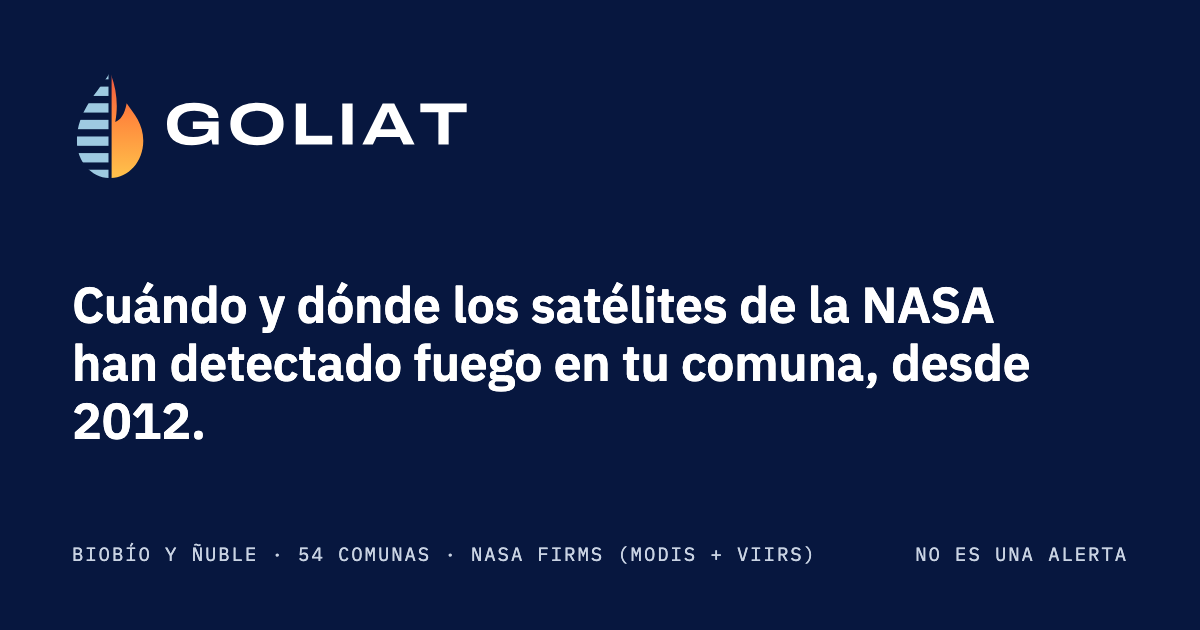 GOLIAT
Cuándo y dónde los satélites de la NASA
han detectado fuego en tu comuna, desde
2012.
BIOBÍO Y ÑUBLE · 54 COMUNAS · NASA FIRMS (MODIS + VIIRS)
NO ES UNA ALERTA